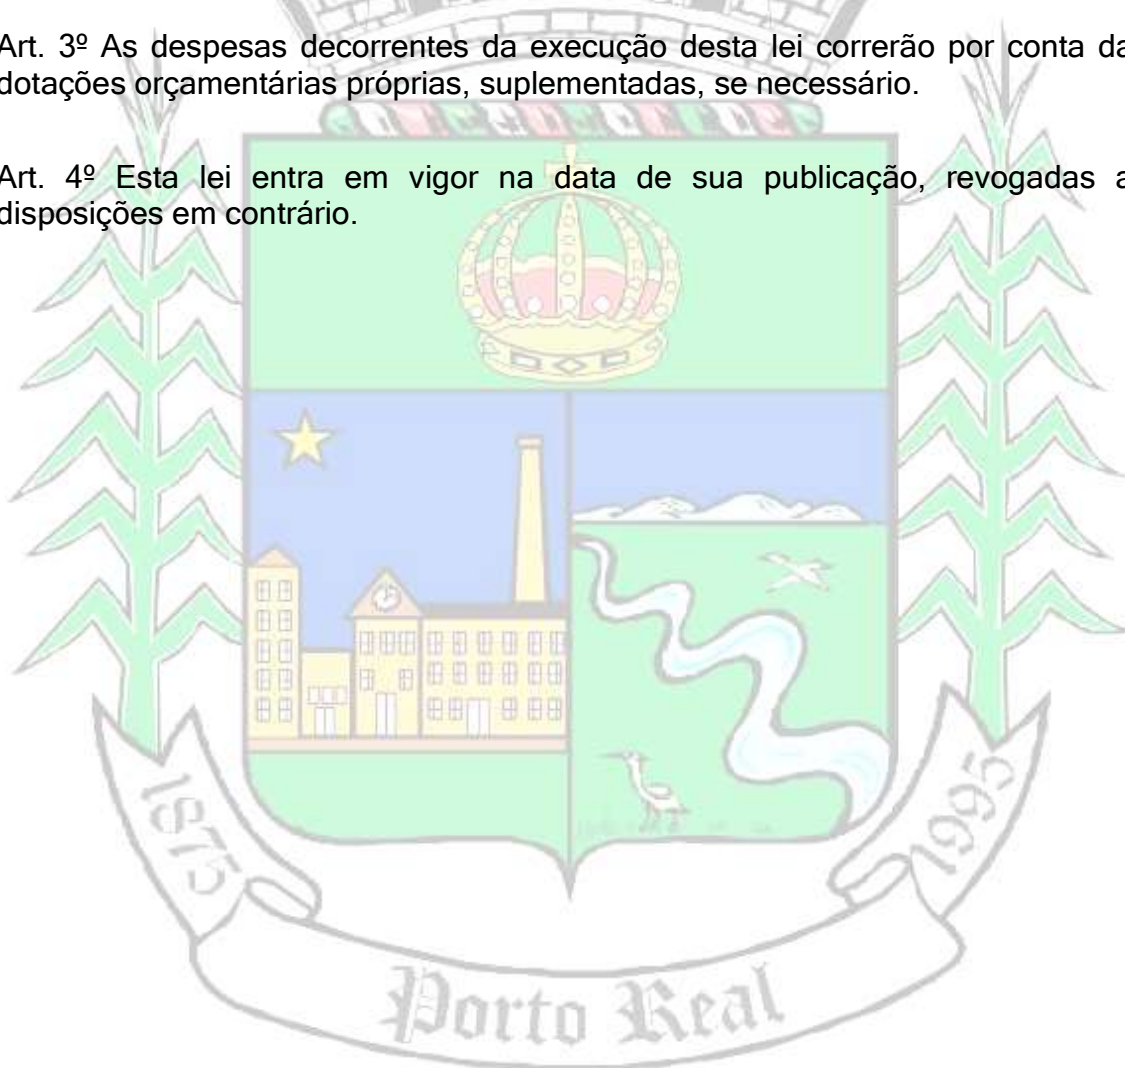 Art. 3º As despesas decorrentes da execução desta lei correrão por conta da
dotações orçamentárias próprias, suplementadas, se necessário.
Art. 4º Esta lei entra em vigor na data de sua publicação, revogadas a
disposições em contrário.
1875
1995
Porto Real